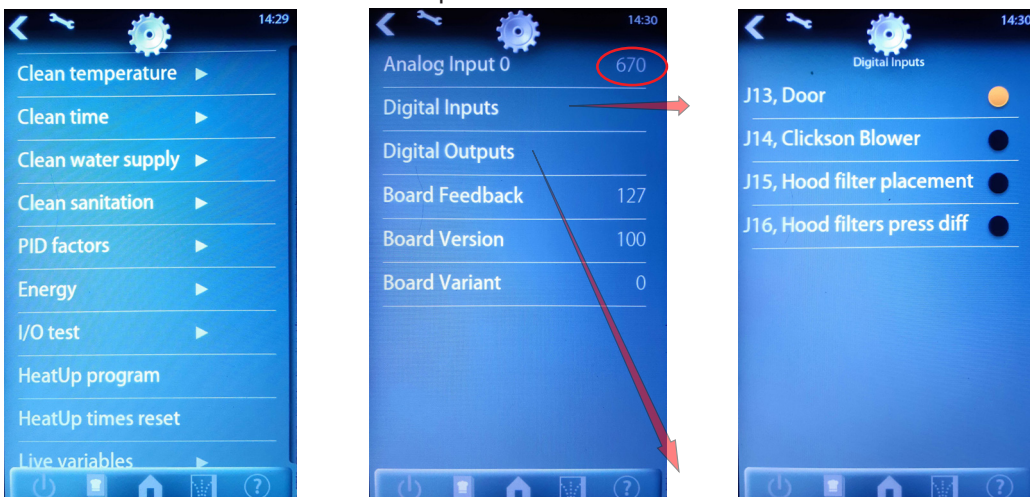 14:29
Clean temperature
Clean time
Clean water supply
Clean sanitation
PID factors
Energy
I/O test
HeatUp program
HeatUp times reset
Live variables
?
14:30
Analog Input 0 670
Digital Inputs
Digital Outputs
Board Feedback 127
Board Version 100
Board Variant 0
?
14:30
Digital Inputs
J13, Door
J14, Clickson Blower
J15, Hood filter placement
J16, Hood filters press diff
?